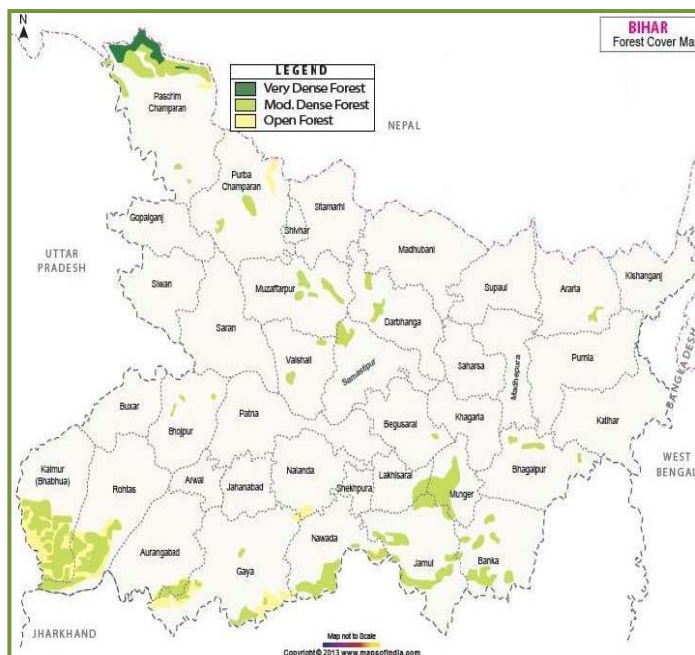 N
BIHAR
Forest Cover Ma
LEGEND
Very Dense Forest
Mod. Dense Forest
Open Forest
NEPAL
Paschim
Champaran
Purba
Champaran
Sitamarhi
Shivhar
Gopalganj
Madhubani
UTTAR
PRADESH
Siwan
Muzaffarpur
Supaul
Araria
Kishanganj
Darbhanga
Saran
Vaishali
Samastipur
Saharsa
Madhepura
Purnia
BANGLADESH
Buxar
Bhojpur
Patna
Begusarai
Khagaria
Katihar
WEST
BENGAL
Kaimur
(Bhabhua)
Rohtas
Arwal
Jahanabad
Nalanda
Shekhpura
Lakhisarai
Munger
Bhagalpur
Aurangabad
Gaya
Nawada
Jamui
Banka
JHARKHAND
Map not to Scale
Copyright © 2013 www.mapsofindia.com